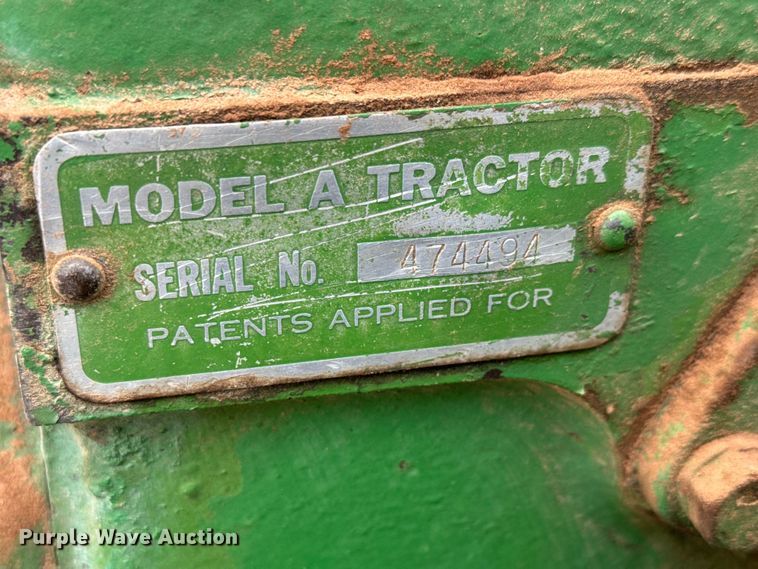 MODEL A TRACTOR
SERIAL No. 474494
PATENTS APPLIED FOR
Purple Wave Auction